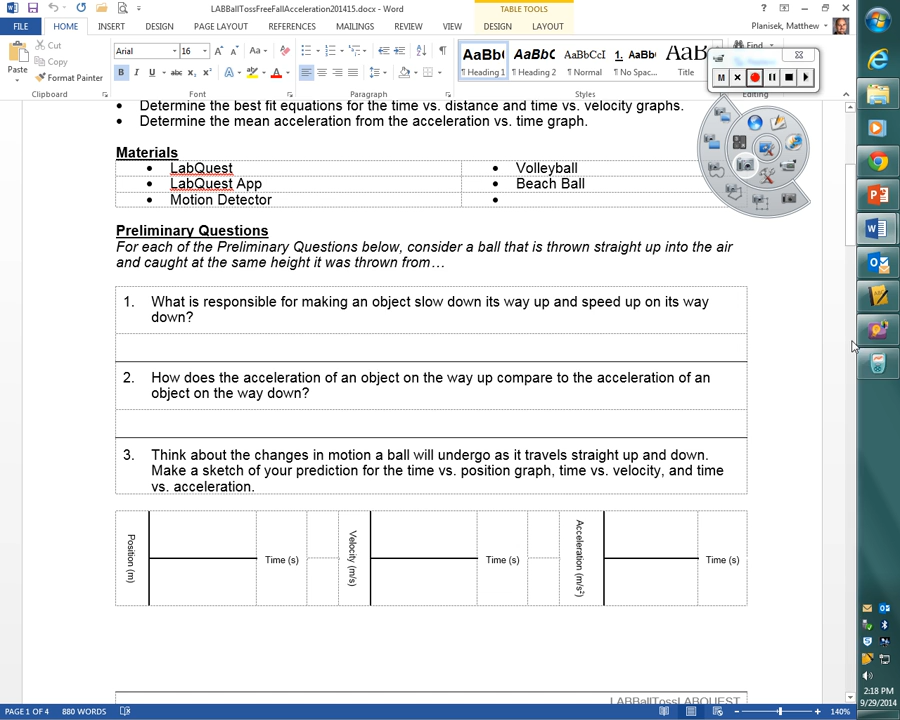 LABBallTossFreeFallAcceleration201415.docx - Word
TABLE TOOLS
FILE HOME INSERT DESIGN PAGE LAYOUT REFERENCES MAILINGS REVIEW VIEW DESIGN LAYOUT Planisek, Matthew
Cut
Copy
Format Painter
Paste
Arial 16
B I U abc
AaBb( AaBbC AaBbCcI 1. AaBb( AaB
Heading 1 Heading 2 ¶ Normal ¶ No Spac... Title
Find
M
Clipboard Font Paragraph Styles Editing
• Determine the best fit equations for the time vs. distance and time vs. velocity graphs.
• Determine the mean acceleration from the acceleration vs. time graph.
Materials
• LabQuest • Volleyball
• LabQuest App • Beach Ball
• Motion Detector •
Preliminary Questions
For each of the Preliminary Questions below, consider a ball that is thrown straight up into the air
and caught at the same height it was thrown from…
1. What is responsible for making an object slow down its way up and speed up on its way
down?
2. How does the acceleration of an object on the way up compare to the acceleration of an
object on the way down?
3. Think about the changes in motion a ball will undergo as it travels straight up and down.
Make a sketch of your prediction for the time vs. position graph, time vs. velocity, and time
vs. acceleration.
Position (m) Time (s) Velocity (m/s) Time (s) Acceleration (m/s²) Time (s)
LABBallTossLABQUEST
PAGE 1 OF 4 880 WORDS 140%
2:18 PM
9/29/2014